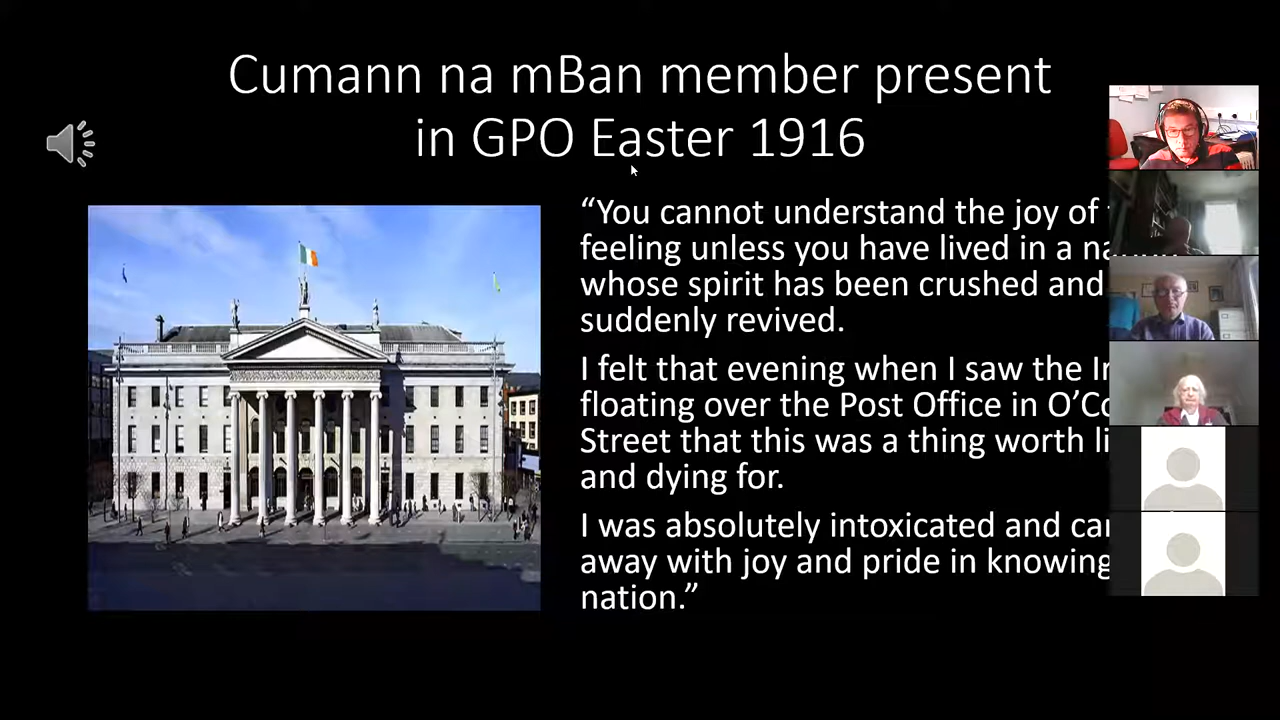 Cumann na mBan member present
in GPO Easter 1916
“You cannot understand the joy of
feeling unless you have lived in a
whose spirit has been crushed and
suddenly revived.
I felt that evening when I saw the
floating over the Post Office in
Street that this was a thing worth
and dying for.
I was absolutely intoxicated and
away with joy and pride in knowing
nation.”